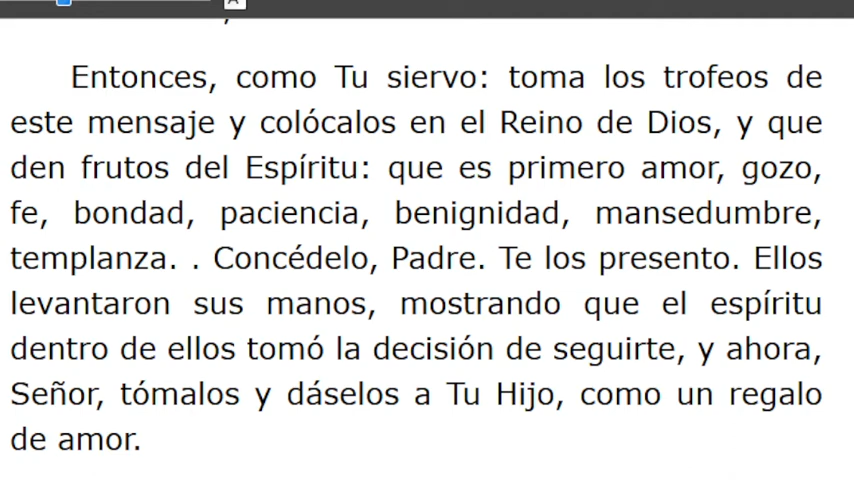 Entonces, como Tu siervo: toma los trofeos de
este mensaje y colócalos en el Reino de Dios, y que
den frutos del Espíritu: que es primero amor, gozo,
fe, bondad, paciencia, benignidad, mansedumbre,
templanza. . Concédelo, Padre. Te los presento. Ellos
levantaron sus manos, mostrando que el espíritu
dentro de ellos tomó la decisión de seguirte, y ahora,
Señor, tómalos y dáselos a Tu Hijo, como un regalo
de amor.